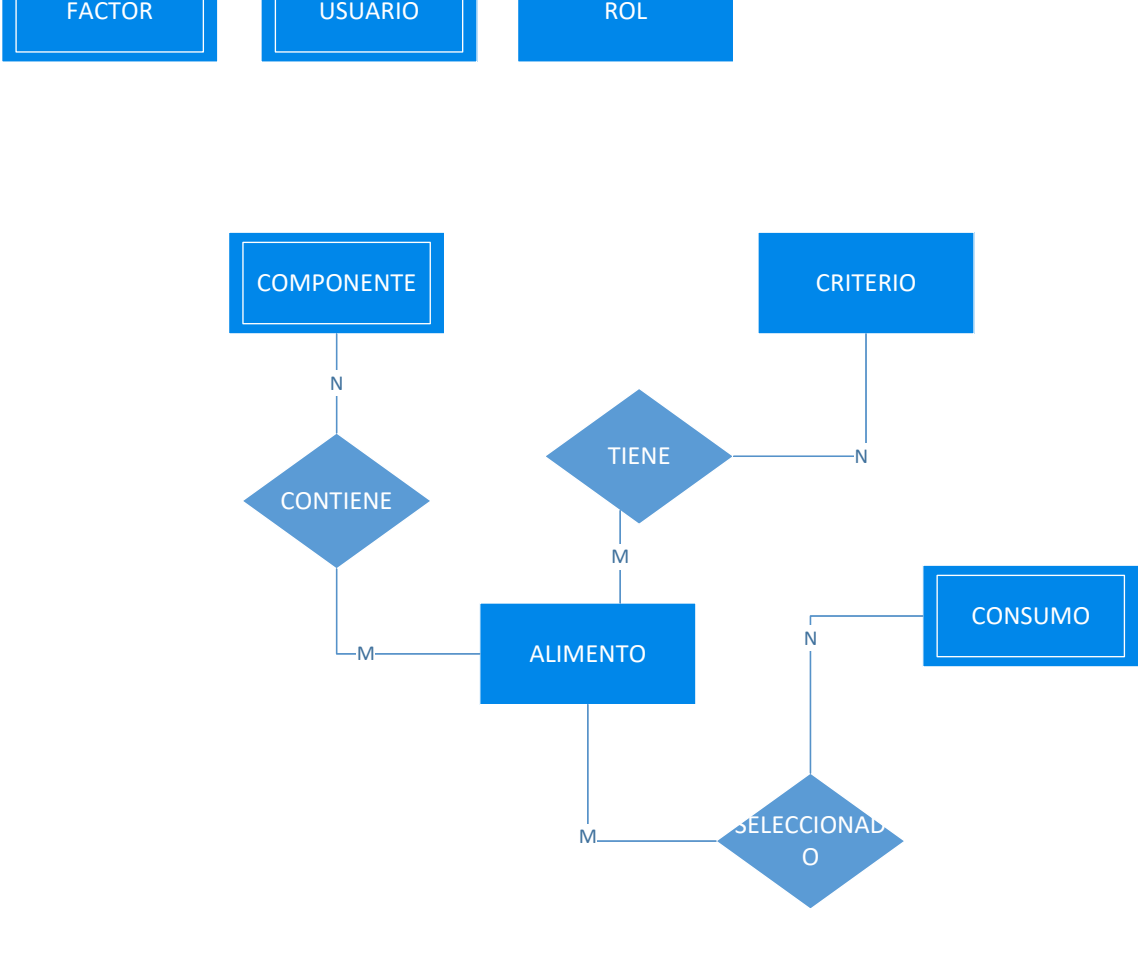 FACTOR
USUARIO
ROL
COMPONENTE
CRITERIO
N
TIENE
N
CONTIENE
M
CONSUMO
N
ALIMENTO
M
SELECCIONAD
O
M